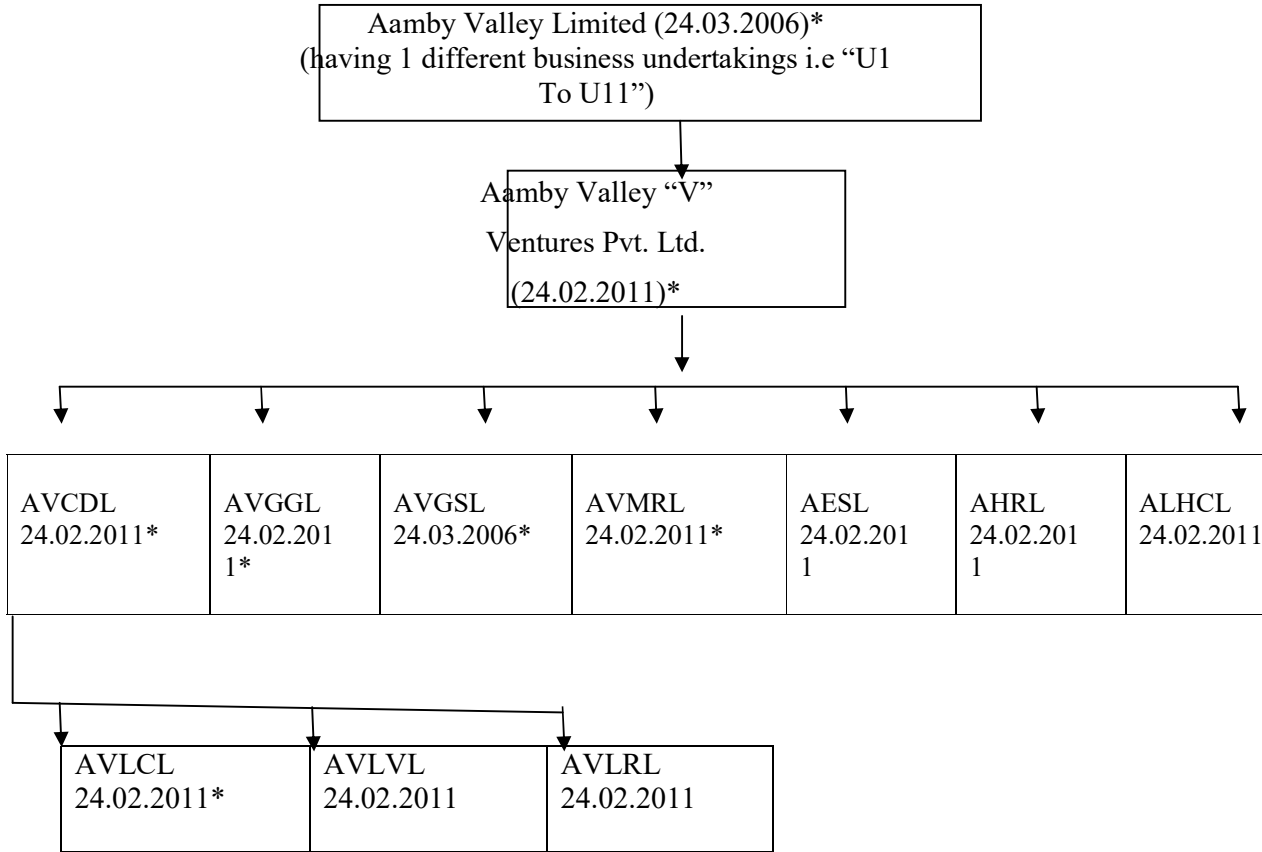 Aamby Valley Limited (24.03.2006)*
(having 1 different business undertakings i.e “U1
To U11”)
Aamby Valley “V”
Ventures Pvt. Ltd.
(24.02.2011)*
AVCDL
24.02.2011*
AVGGL
24.02.201
1*
AVGSL
24.03.2006*
AVMRL
24.02.2011*
AESL
24.02.201
1
AHRL
24.02.201
1
ALHCL
24.02.2011
AVLCL
24.02.2011*
AVLVL
24.02.2011
AVLRL
24.02.2011